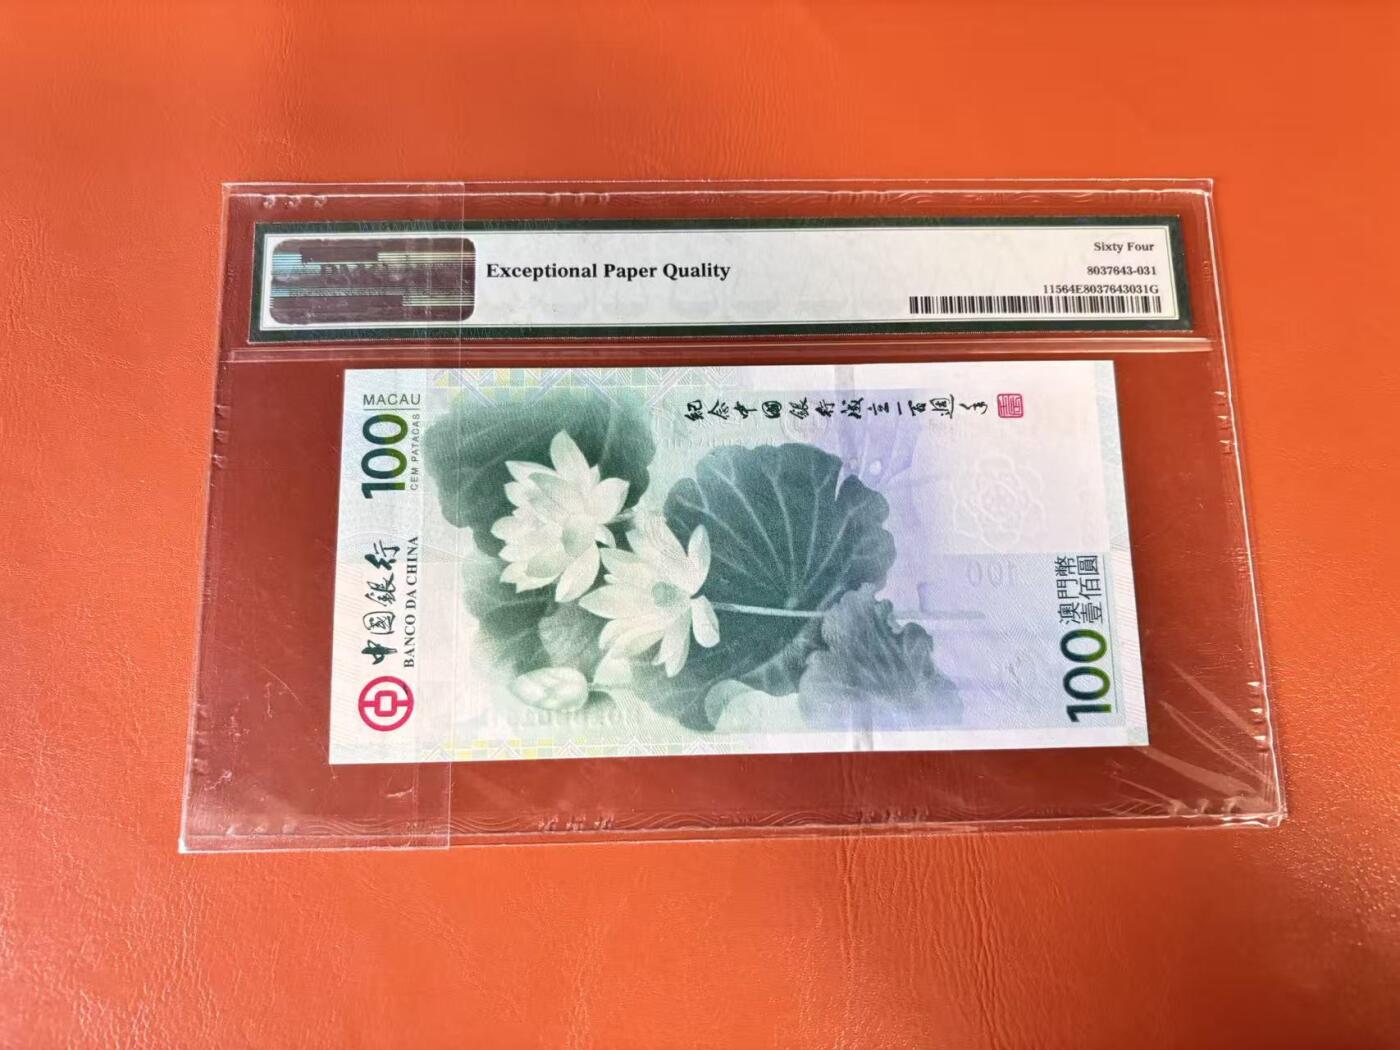 Exceptional Paper Quality
Sixty Four
8037643-031
11564E8037643031G
紀念中國銀行成立一百週年
MACAU
100
CEM PATACAS
中國銀行
BANCO DA CHINA
100
澳門幣
壹佰圓
100